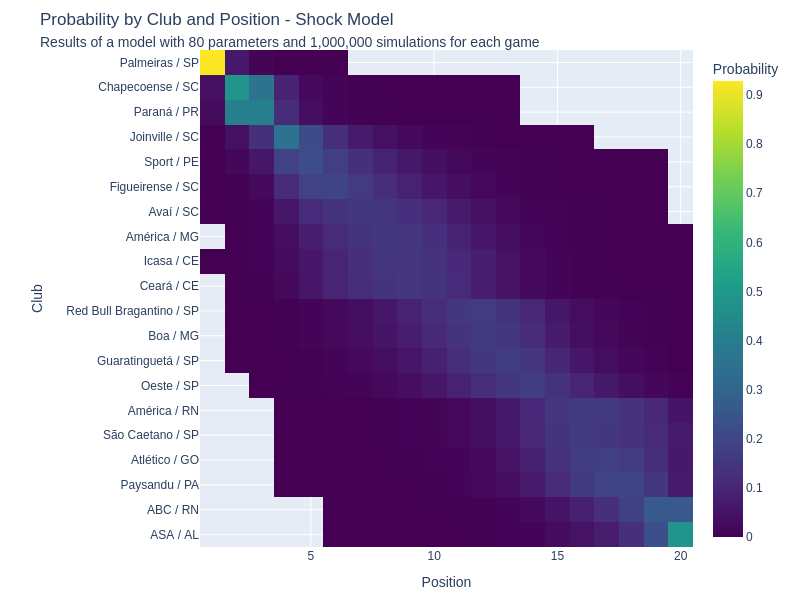 Probability by Club and Position - Shock Model
Results of a model with 80 parameters and 1,000,000 simulations for each game
Probability
Palmeiras / SP
Chapecoense / SC
Paraná / PR
Joinville / SC
Sport / PE
Figueirense / SC
Avaí / SC
América / MG
Icasa / CE
Ceará / CE
Red Bull Bragantino / SP
Boa / MG
Guaratinguetá / SP
Oeste / SP
América / RN
São Caetano / SP
Atlético / GO
Paysandu / PA
ABC / RN
ASA / AL
Club
5
10
15
20
Position
0.9
0.8
0.7
0.6
0.5
0.4
0.3
0.2
0.1
0